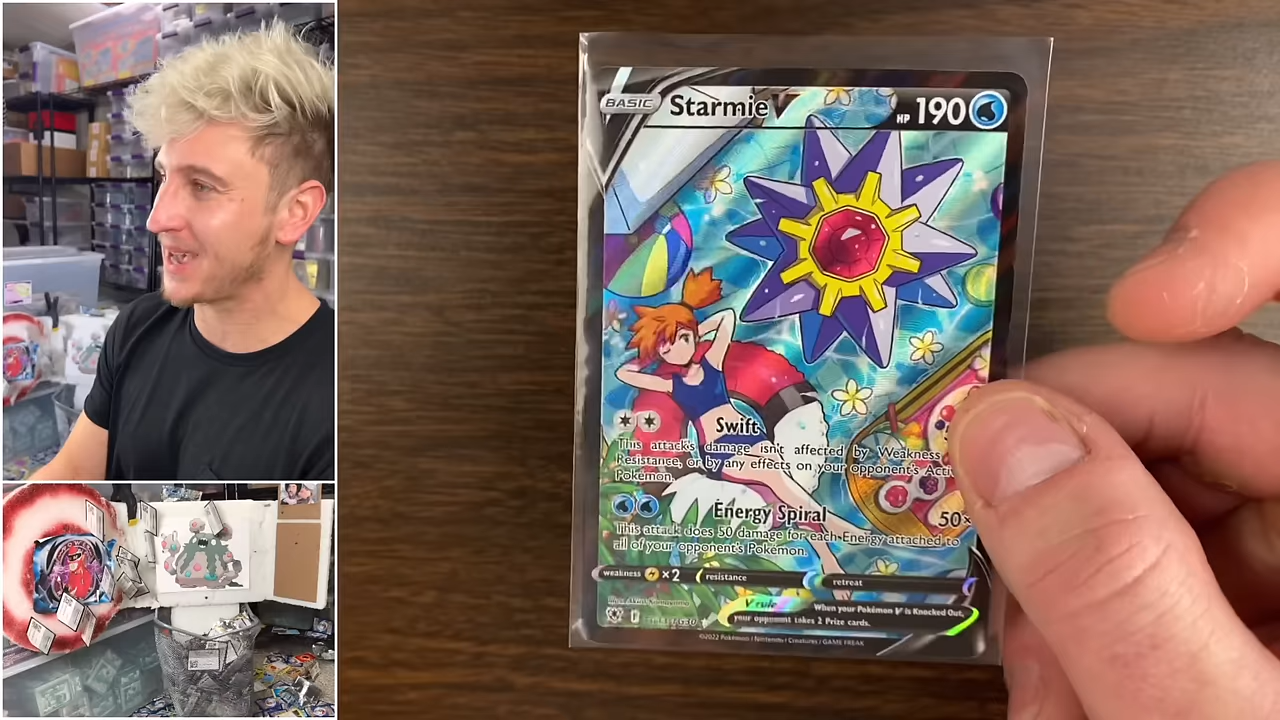 BASIC Starmie V HP 190
Swift
This attack's damage isn't affected by Weakness
Resistance, or by any effects on your opponent's Acti
Pokémon.
Energy Spiral 50×
This attack does 50 damage for each Energy attached to
all of your opponent's Pokémon.
weakness ×2 resistance retreat
V rule When your Pokémon V is Knocked Out,
your opponent takes 2 Prize cards.
©2022 Pokémon / Nintendo / Creatures / GAME FREAK